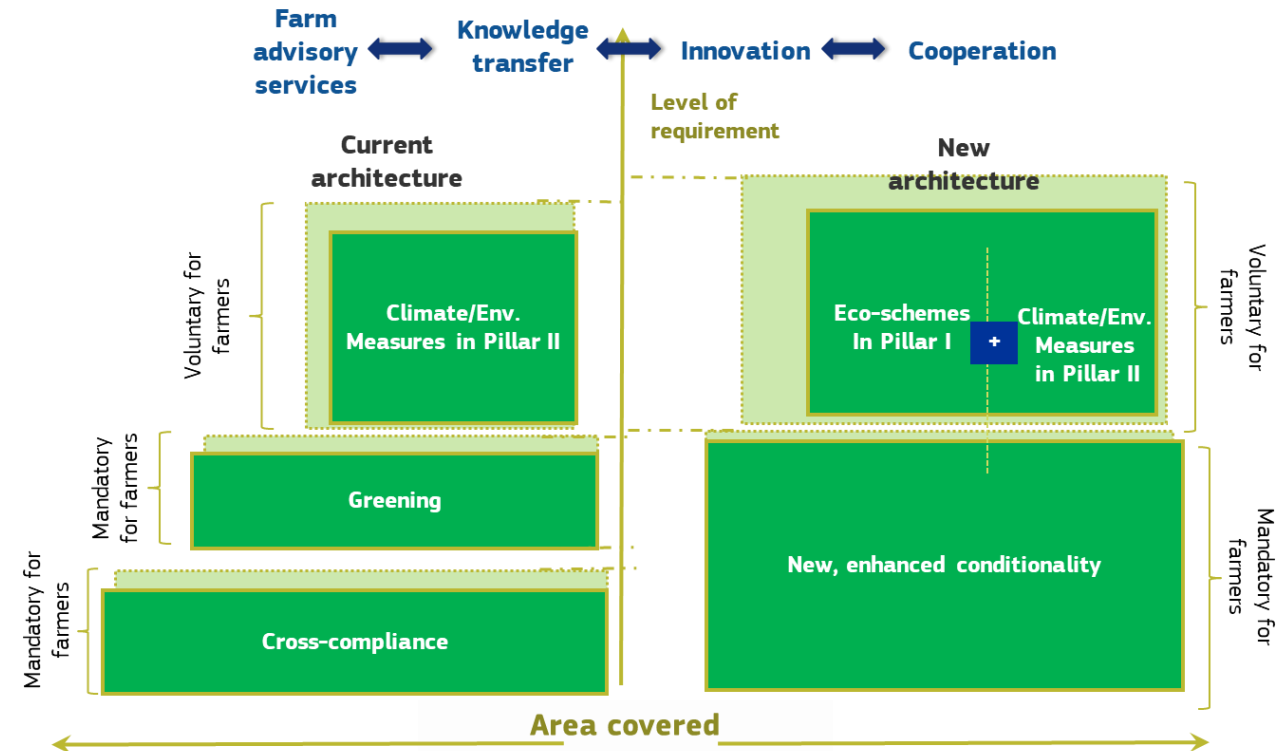 Farm
advisory
services
Knowledge
transfer
Innovation
Cooperation
Level of
requirement
Current
architecture
New
architecture
Voluntary for
farmers
Climate/Env.
Measures in Pillar II
Eco-schemes
In Pillar I
+
Climate/Env.
Measures
in Pillar II
Voluntary for
farmers
Mandatory
for farmers
Greening
New, enhanced conditionality
Mandatory for
farmers
Mandatory for
farmers
Cross-compliance
Area covered